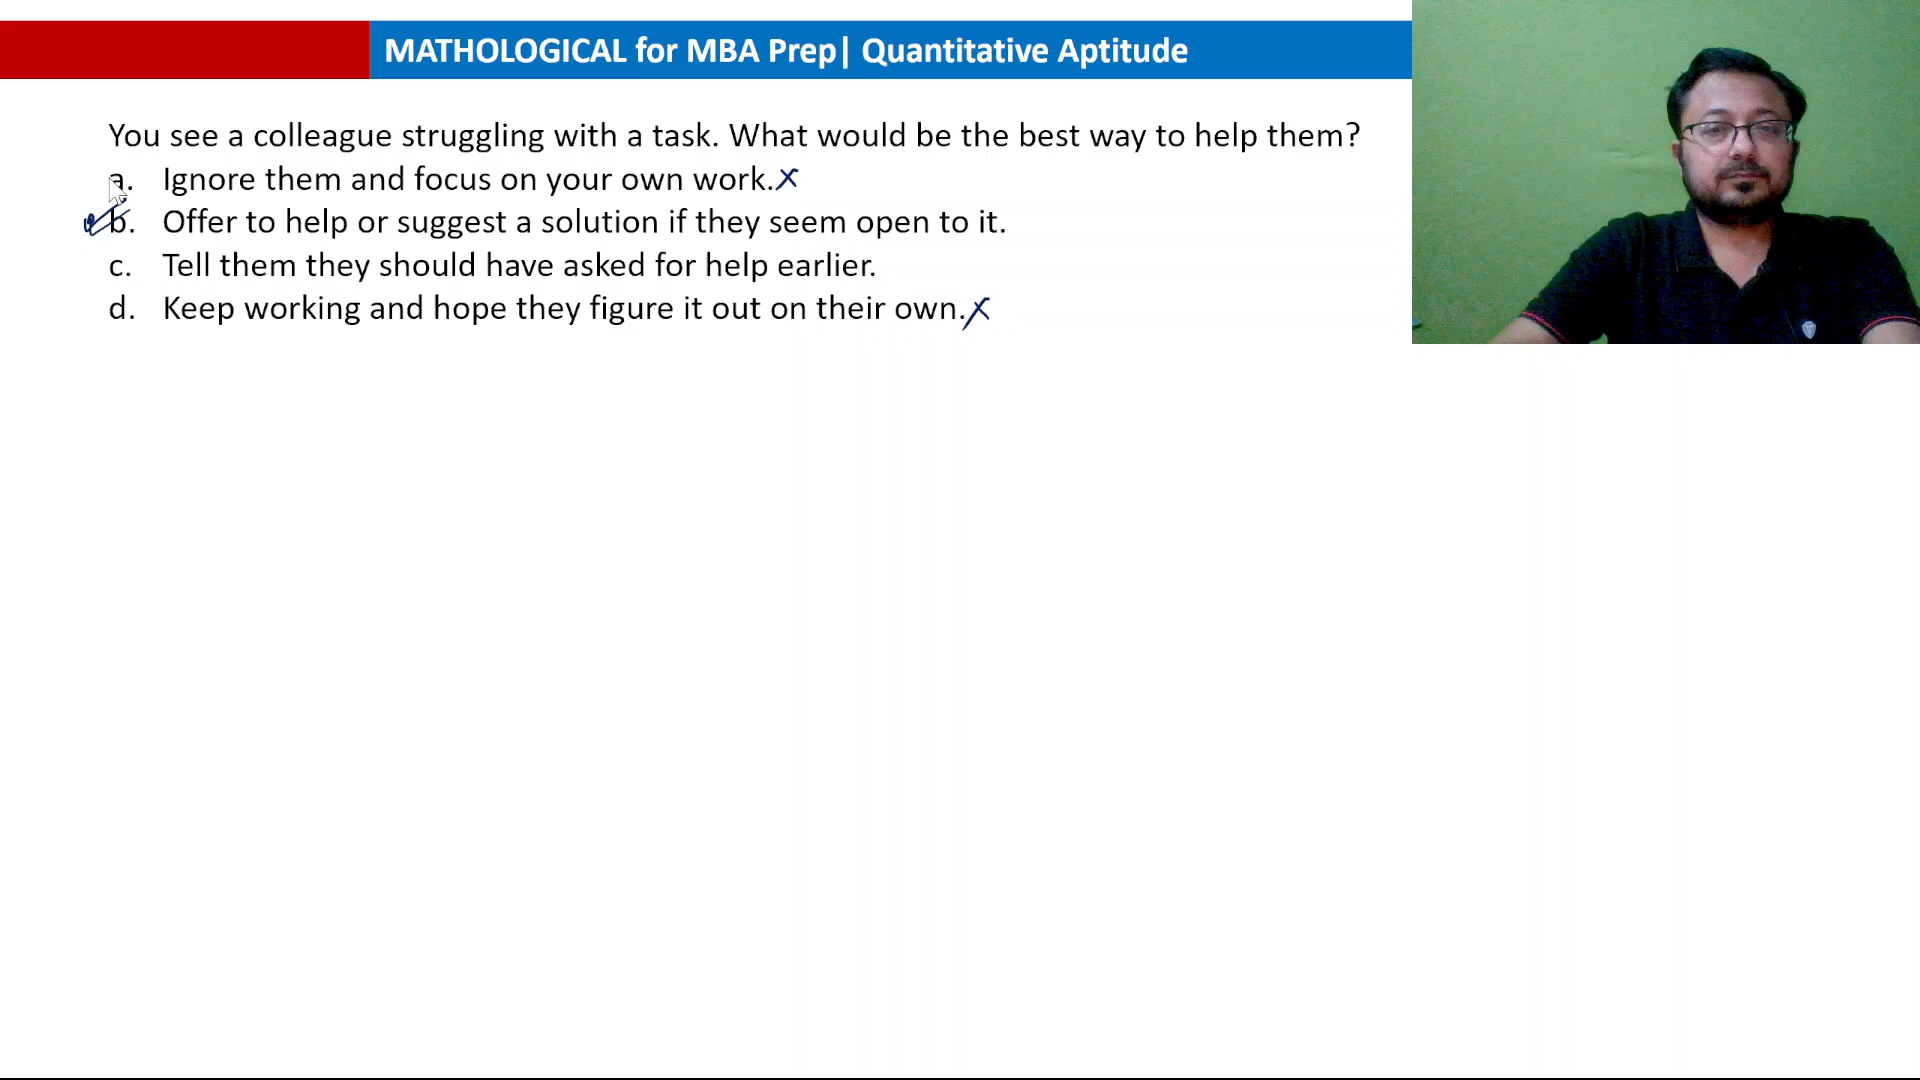 MATHOLOGICAL for MBA Prep| Quantitative Aptitude
You see a colleague struggling with a task. What would be the best way to help them?
a. Ignore them and focus on your own work.
b. Offer to help or suggest a solution if they seem open to it.
c. Tell them they should have asked for help earlier.
d. Keep working and hope they figure it out on their own.